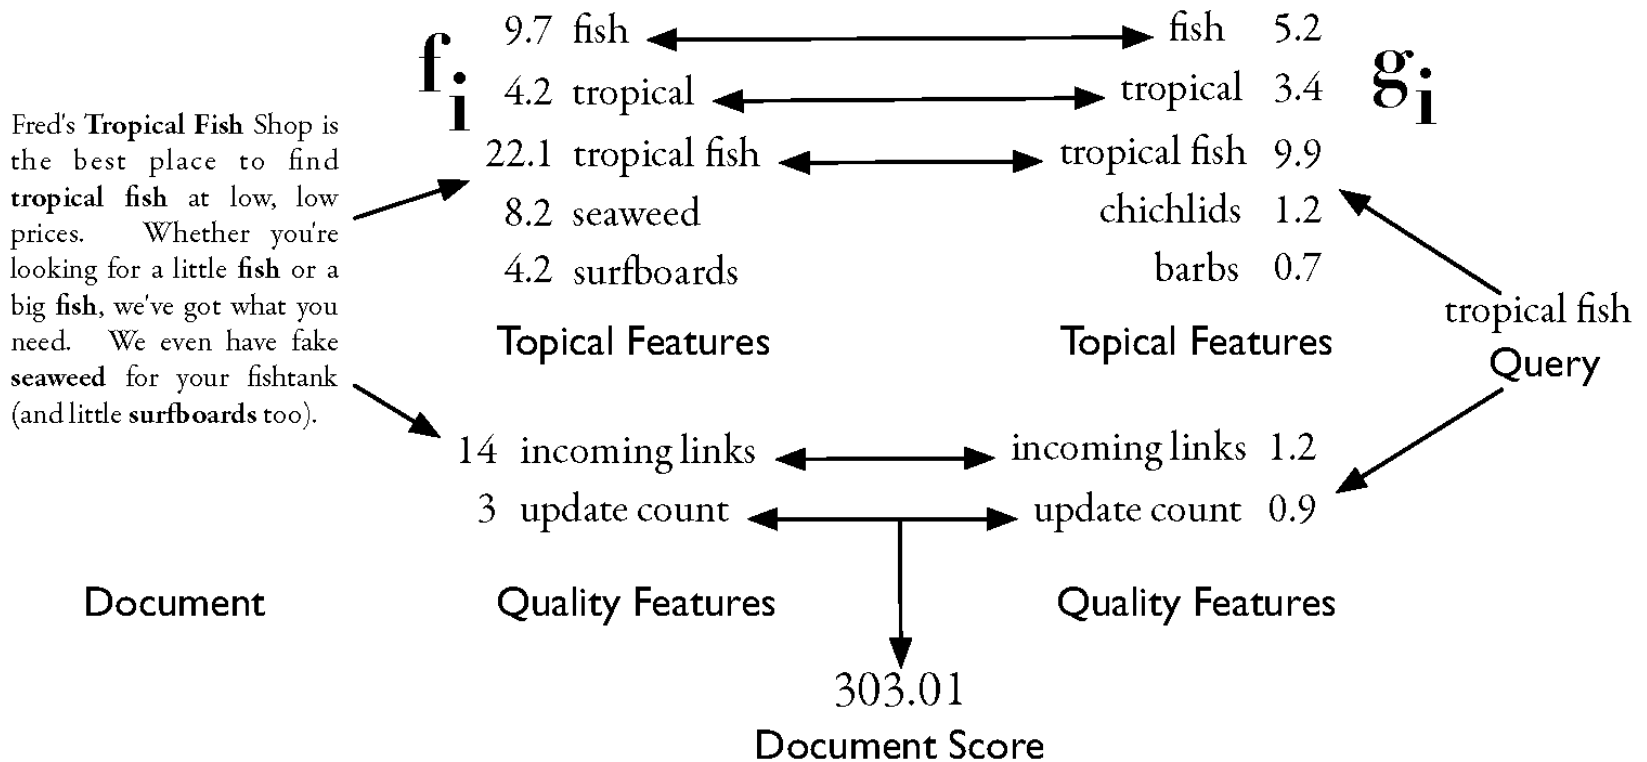 Fred's Tropical Fish Shop is
the best place to find
tropical fish at low, low
prices. Whether you're
looking for a little fish or a
big fish, we've got what you
need. We even have fake
seaweed for your fishtank
(and little surfboards too).
Document
fi
9.7 fish
4.2 tropical
22.1 tropical fish
8.2 seaweed
4.2 surfboards
Topical Features
14 incoming links
3 update count
Quality Features
fish 5.2
tropical 3.4
tropical fish 9.9
chichlids 1.2
barbs 0.7
Topical Features
gi
incoming links 1.2
update count 0.9
Quality Features
tropical fish
Query
303.01
Document Score